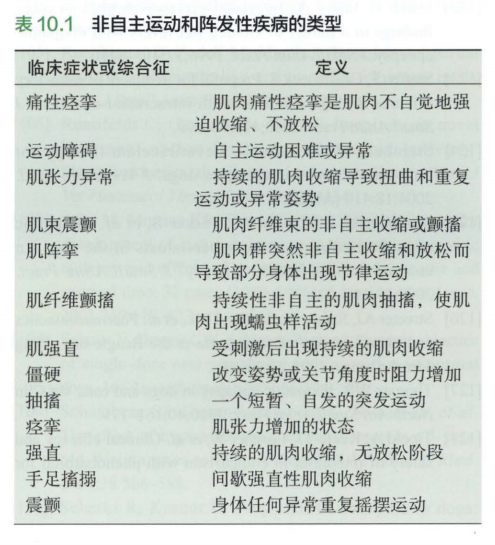 表 10.1 非自主运动和阵发性疾病的类型
临床症状或综合征 定义
痛性痉挛 肌肉痛性痉挛是肌肉不自觉地强
迫收缩、不放松
运动障碍 自主运动困难或异常
肌张力异常 持续的肌肉收缩导致扭曲和重复
运动或异常姿势
肌束震颤 肌肉纤维束的非自主收缩或颤搐
肌阵挛 肌肉群突然非自主收缩和放松而
导致部分身体出现节律运动
肌纤维颤搐 持续性非自主的肌肉抽搐，使肌
肉出现蠕虫样活动
肌强直 受刺激后出现持续的肌肉收缩
僵硬 改变姿势或关节角度时阻力增加
抽搐 一个短暂、自发的突发运动
痉挛 肌张力增加的状态
强直 持续的肌肉收缩，无放松阶段
手足搐搦 间歇强直性肌肉收缩
震颤 身体任何异常重复摇摆运动